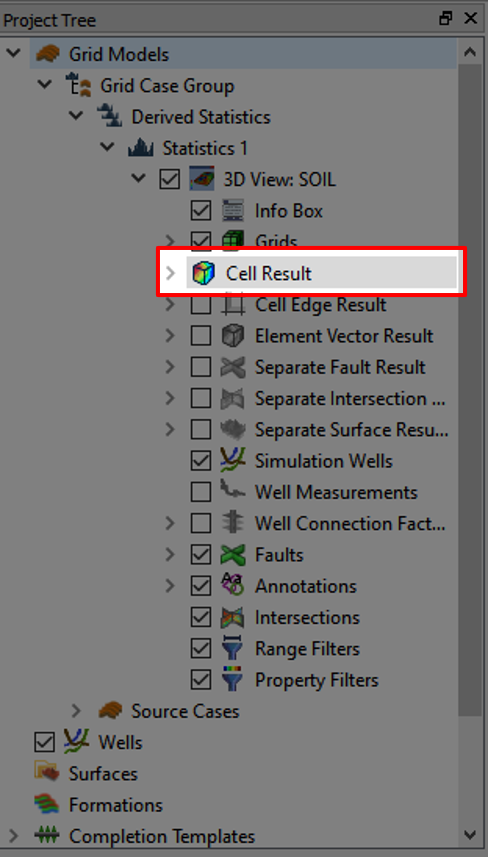 Project Tree
Grid Models
Grid Case Group
Derived Statistics
Statistics 1
3D View: SOIL
Info Box
Grids
Cell Result
Cell Edge Result
Element Vector Result
Separate Fault Result
Separate Intersection ...
Separate Surface Resu...
Simulation Wells
Well Measurements
Well Connection Fact...
Faults
Annotations
Intersections
Range Filters
Property Filters
Source Cases
Wells
Surfaces
Formations
Completion Templates